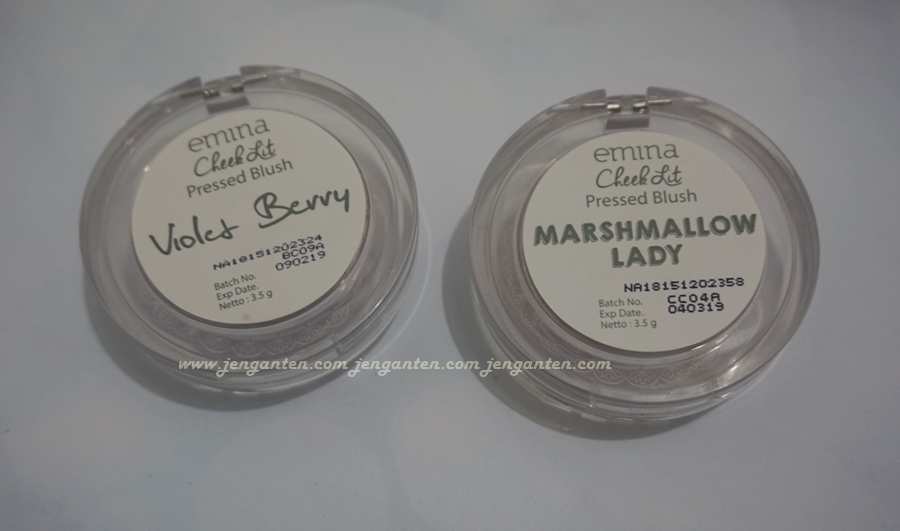 emina
Cheek Lit
Pressed Blush
Violet Berry
NA18151202324
Batch No. BC09A
Exp Date. 090219
Netto : 3.5 g
emina
Cheek Lit
Pressed Blush
MARSHMALLOW
LADY
NA18151202358
Batch No. CC04A
Exp Date. 040319
Netto : 3.5 g
www.jenganten.com jenganten.com jenganten.com